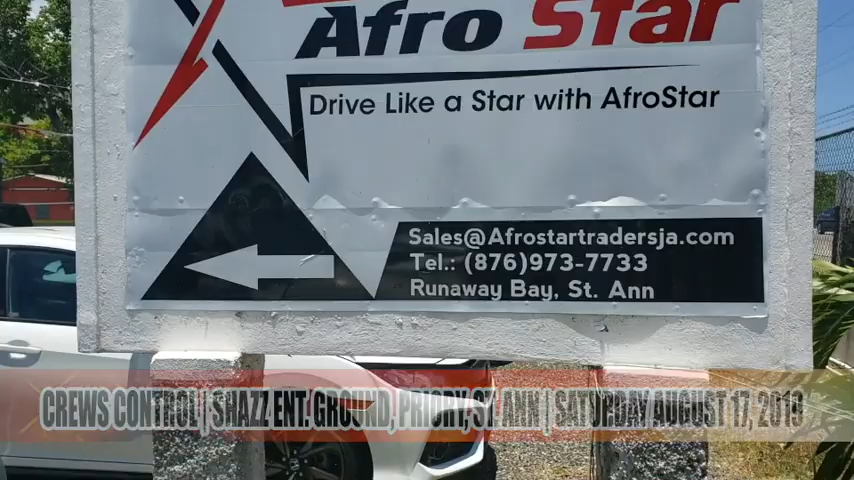 Afro Star
Drive Like a Star with AfroStar
Sales@Afrostartradersja.com
Tel.: (876)973-7733
Runaway Bay, St. Ann
CREWS CONTROL | SHAZZ ENT. GROUND, PRIORY, ST. ANN | SATURDAY AUGUST 17, 2019